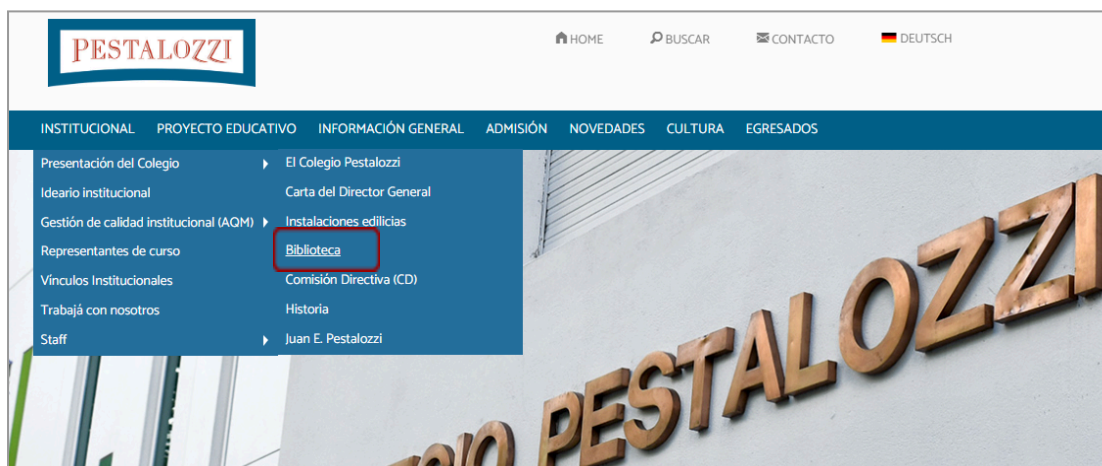 PESTALOZZI
HOME BUSCAR CONTACTO DEUTSCH
INSTITUCIONAL PROYECTO EDUCATIVO INFORMACIÓN GENERAL ADMISIÓN NOVEDADES CULTURA EGRESADOS
Presentación del Colegio
Ideario institucional
Gestión de calidad institucional (AQM)
Representantes de curso
Vínculos Institucionales
Trabajá con nosotros
Staff
El Colegio Pestalozzi
Carta del Director General
Instalaciones edilicias
Biblioteca
Comisión Directiva (CD)
Historia
Juan E. Pestalozzi
EGIO PESTALOZZI